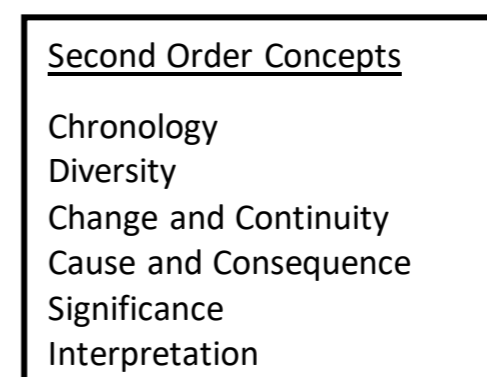 Second Order Concepts
Chronology
Diversity
Change and Continuity
Cause and Consequence
Significance
Interpretation